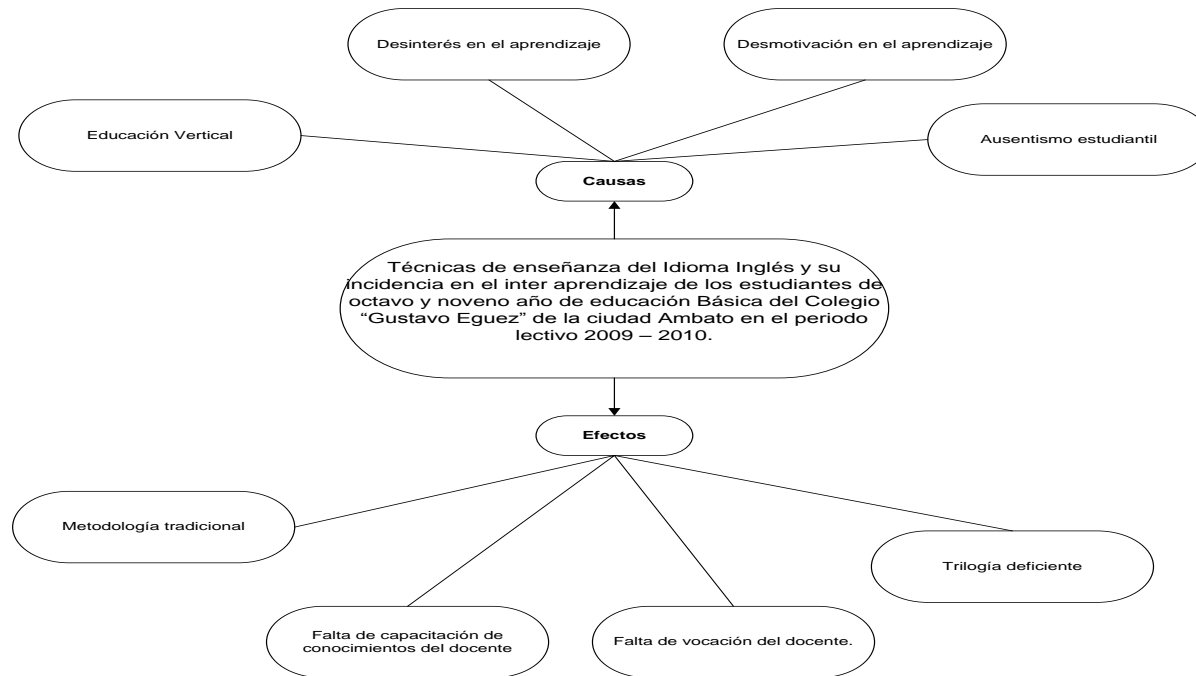 Desinterés en el aprendizaje
Desmotivación en el aprendizaje
Educación Vertical
Ausentismo estudiantil
Causas
Técnicas de enseñanza del Idioma Inglés y su
incidencia en el inter aprendizaje de los estudiantes de
octavo y noveno año de educación Básica del Colegio
“Gustavo Eguez” de la ciudad Ambato en el periodo
lectivo 2009 – 2010.
Efectos
Metodología tradicional
Trilogía deficiente
Falta de capacitación de
conocimientos del docente
Falta de vocación del docente.